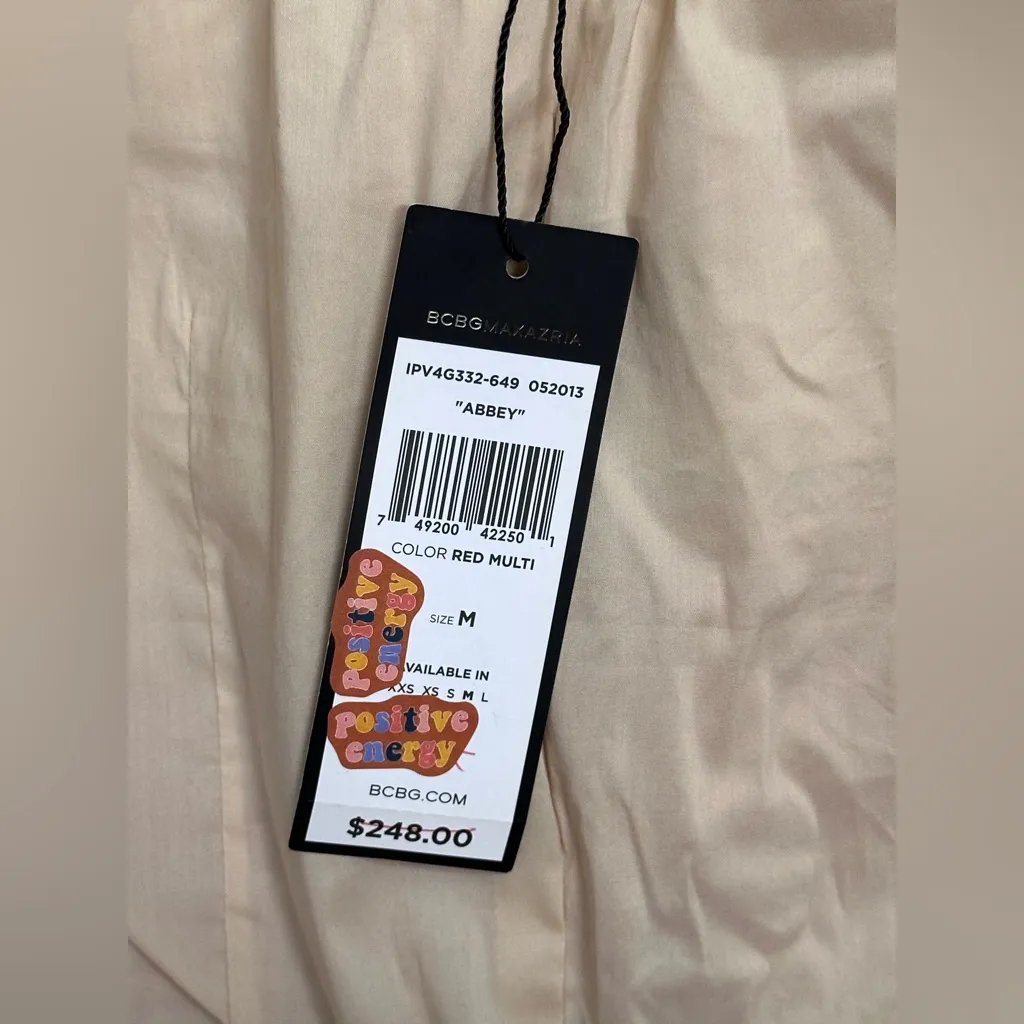 BCBGMAXAZRIA
IPV4G332-649 052013
"ABBEY"
7 49200 42250 1
COLOR RED MULTI
SIZE M
Positive
energy
VAILABLE IN
XXS XS S M L
Positive
energy
BCBG.COM
$248.00